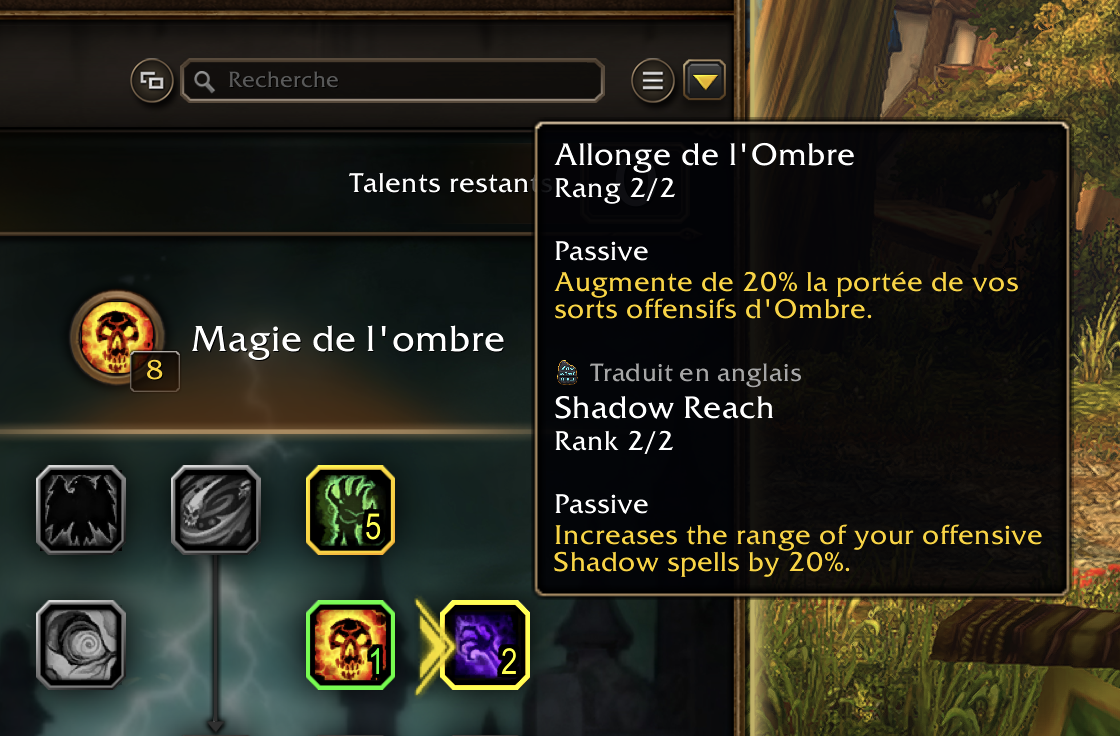 Recherche
Talents restants
Magie de l'ombre
8
5
1
2
Allonge de l'Ombre
Rang 2/2
Passive
Augmente de 20% la portée de vos
sorts offensifs d'Ombre.
Traduit en anglais
Shadow Reach
Rank 2/2
Passive
Increases the range of your offensive
Shadow spells by 20%.